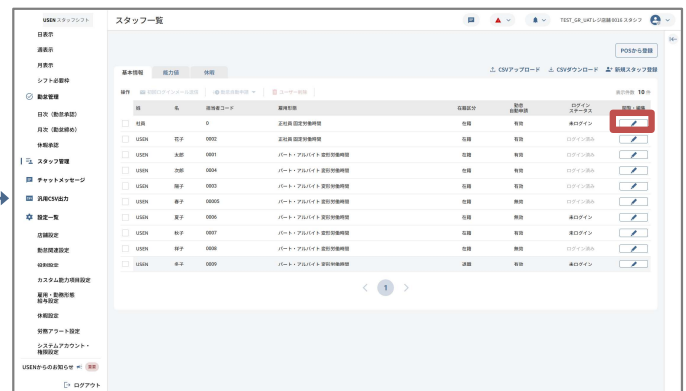 USEN スタッフシフト
日表示
週表示
月表示
シフト必要枠
勤怠管理
日次（勤怠承認）
月次（勤怠締め）
休暇承認
スタッフ管理
チャットメッセージ
汎用CSV出力
設定一覧
店舗設定
勤怠関連設定
役割設定
カスタム能力項目設定
雇用・勤務形態
給与設定
休暇設定
労務アラート設定
システムアカウント・
権限設定
USENからのお知らせ 重要
ログアウト
スタッフ一覧
TEST_GR_UATレジ店舗0016 スタシフ
POSから登録
基本情報 能力値 休暇
CSVアップロード CSVダウンロード 新規スタッフ登録
操作 初回ログインメール送信 勤怠自動申請 ユーザー削除 表示件数 10 件
姓 名 担当者コード 雇用形態 在籍区分 勤怠自動申請 ログインステータス 閲覧・編集
社員 0 正社員 固定労働時間 在籍 有効 未ログイン
USEN 花子 0002 正社員 固定労働時間 在籍 有効 ログイン済み
USEN 太郎 0001 パート・アルバイト 変形労働時間 在籍 有効 ログイン済み
USEN 次郎 0004 パート・アルバイト 変形労働時間 在籍 有効 ログイン済み
USEN 陽子 0003 パート・アルバイト 変形労働時間 在籍 有効 ログイン済み
USEN 春子 00005 パート・アルバイト 変形労働時間 在籍 無効 ログイン済み
USEN 夏子 0006 パート・アルバイト 変形労働時間 在籍 無効 未ログイン
USEN 秋子 0007 パート・アルバイト 変形労働時間 在籍 有効 未ログイン
USEN 祥子 0008 パート・アルバイト 変形労働時間 在籍 無効 ログイン済み
USEN 冬子 0009 パート・アルバイト 変形労働時間 退職 有効 未ログイン
< 1 >